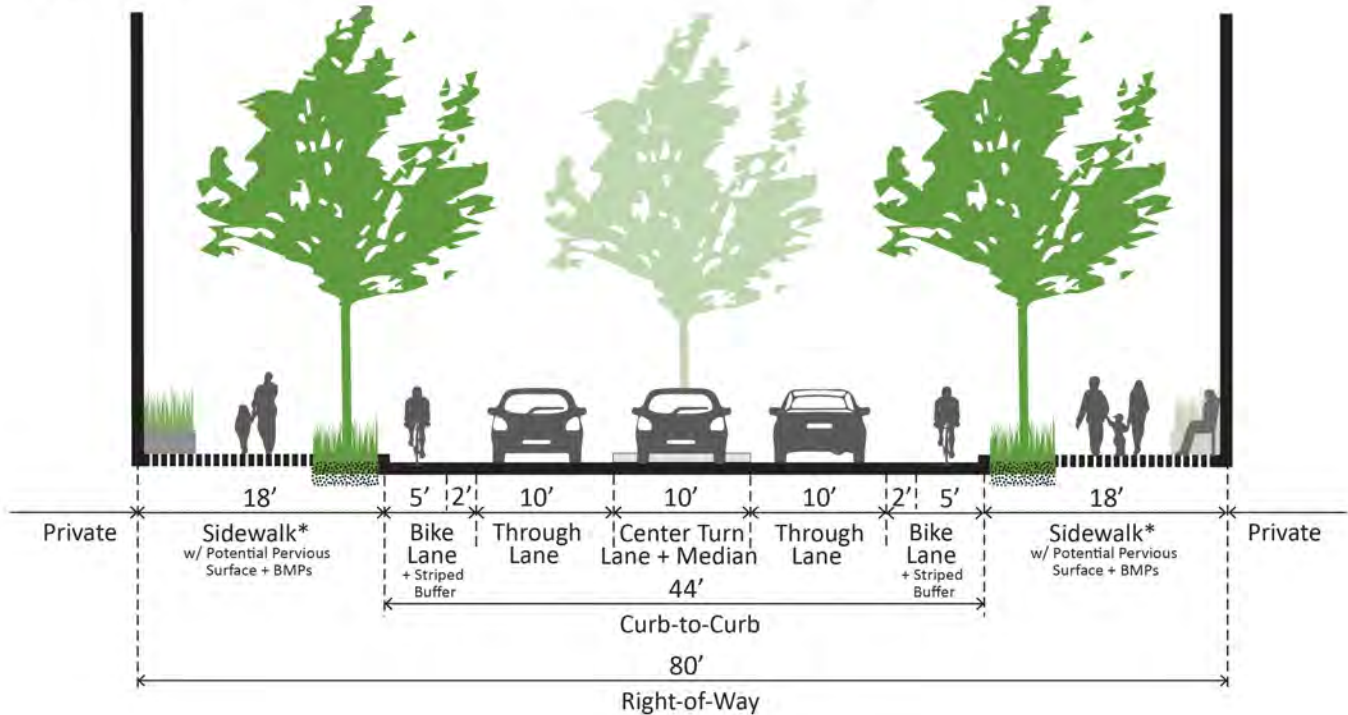 18’ 5’ 2’ 10’ 10’ 10’ 2’ 5’ 18’
Private
Sidewalk*
w/ Potential Pervious
Surface + BMPs
Bike
Lane
+ Striped
Buffer
Through
Lane
Center Turn
Lane + Median
Through
Lane
Bike
Lane
+ Striped
Buffer
Sidewalk*
w/ Potential Pervious
Surface + BMPs
Private
44’
Curb-to-Curb
80’
Right-of-Way